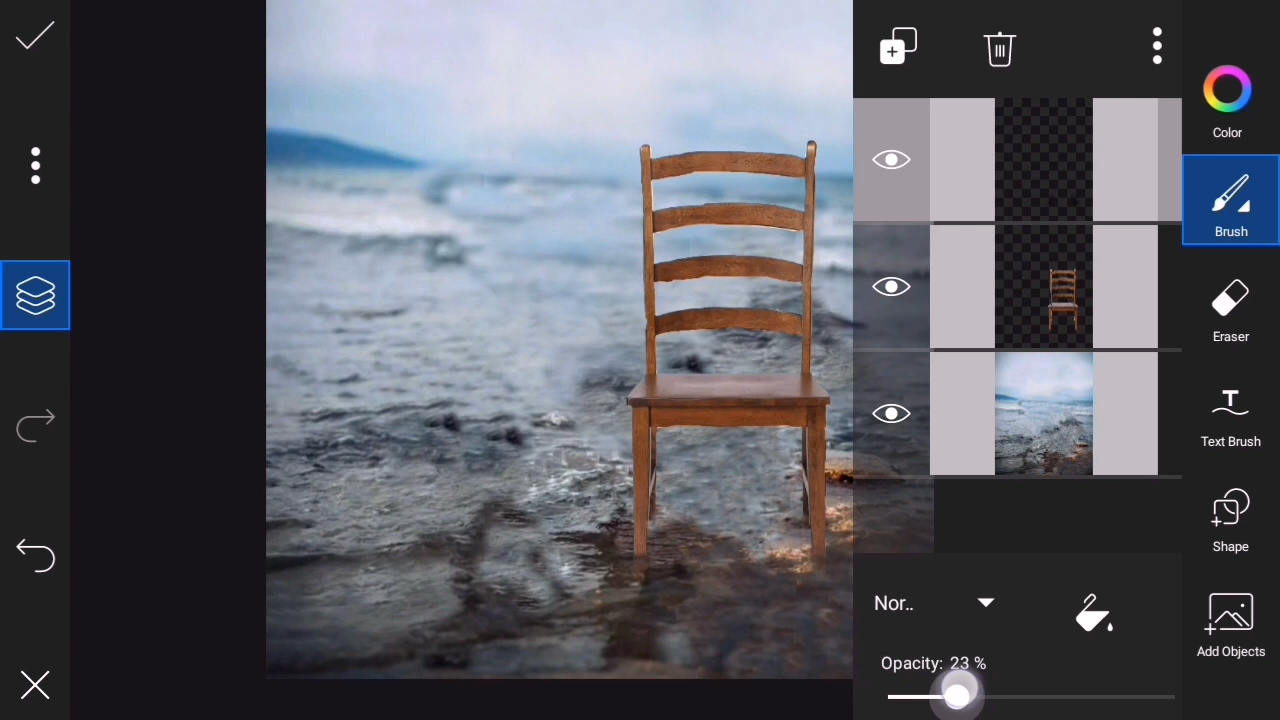 Color
Brush
Eraser
T
Text Brush
Shape
Add Objects
Nor..
Opacity: 23 %